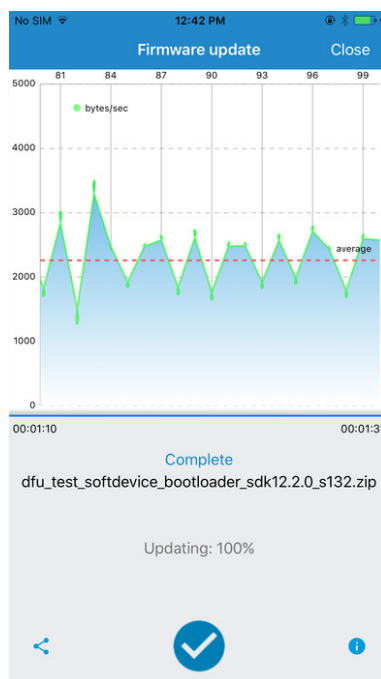 No SIM 12:42 PM
Firmware update Close
5000 81 84 87 90 93 96 99
bytes/sec
4000
3000
average
2000
1000
0
00:01:10
Complete
dfu_test_softdevice_bootloader_sdk12.2.0_s132.zip
Updating: 100%